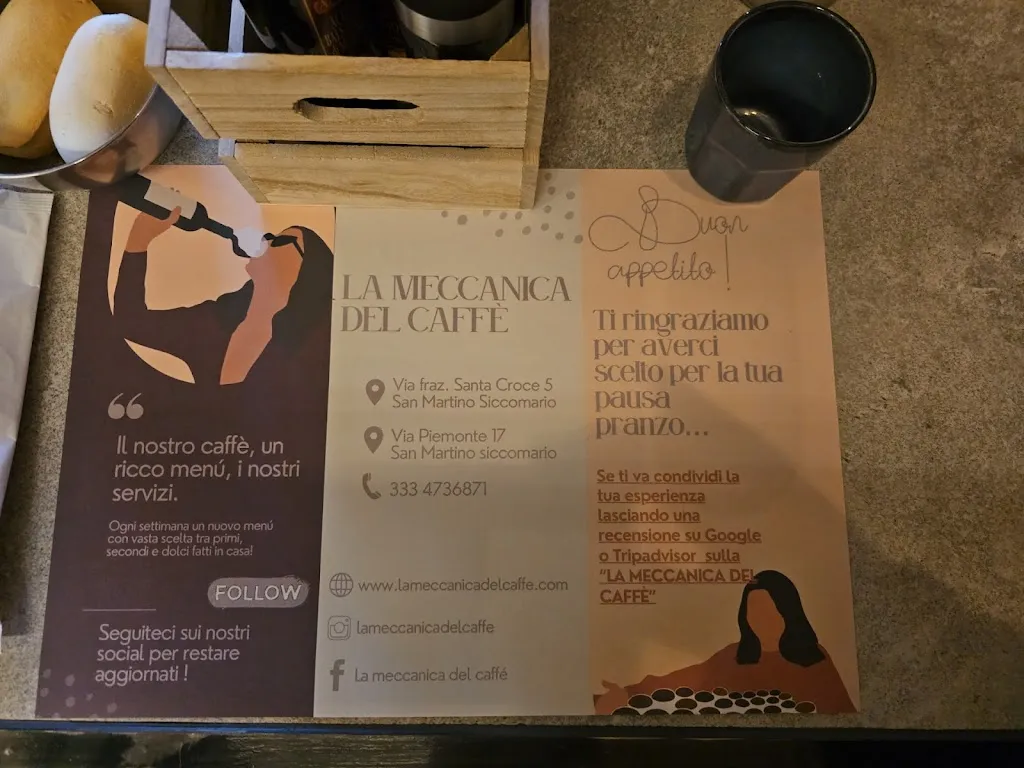 “
Il nostro caffè, un
ricco menú, i nostri
servizi.
Ogni settimana un nuovo menú
con vasta scelta tra primi,
secondi e dolci fatti in casa!
FOLLOW
Seguiteci sui nostri
social per restare
aggiornati !
LA MECCANICA
DEL CAFFÈ
Via fraz. Santa Croce 5
San Martino Siccomario
Via Piemonte 17
San Martino siccomario
333 4736871
www.lameccanicadelcaffe.com
lameccanicadelcaffe
La meccanica del caffé
Buon
appetito!
Ti ringraziamo
per averci
scelto per la tua
pausa
pranzo...
Se ti va condividi la
tua esperienza
lasciando una
recensione su Google
o Tripadvisor sulla
"LA MECCANICA DEL
CAFFÈ"